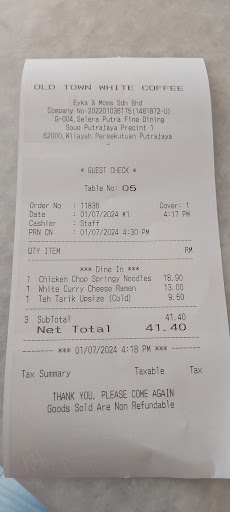 OLD TOWN WHITE COFFEE
Eyka & Moms Sdn Bhd
Company No:202201036175(1481872-U)
G-004,Selera Putra Fine Dining
Souq PutraJaya Precint 1
62000,Wilayah Persekutuan PutraJaya
-
* GUEST CHECK *
Table No: 05
Order No : 11836 Cover: 1
Date : 01/07/2024 #1 4:17 PM
Cashier : Staff
PRN ON : 01/07/2024 4:30 PM
QTY ITEM RM
*** Dine In ***
1 Chicken Chop Springy Noodles 18.90
1 White Curry Cheese Ramen 13.00
1 Teh Tarik Upsize (Cold) 9.50
3 SubTotal 41.40
Net Total 41.40
------ *** 01/07/2024 4:18 PM *** ------
Tax Summary Taxable Tax
THANK YOU, PLEASE COME AGAIN
Goods Sold Are Non Refundable